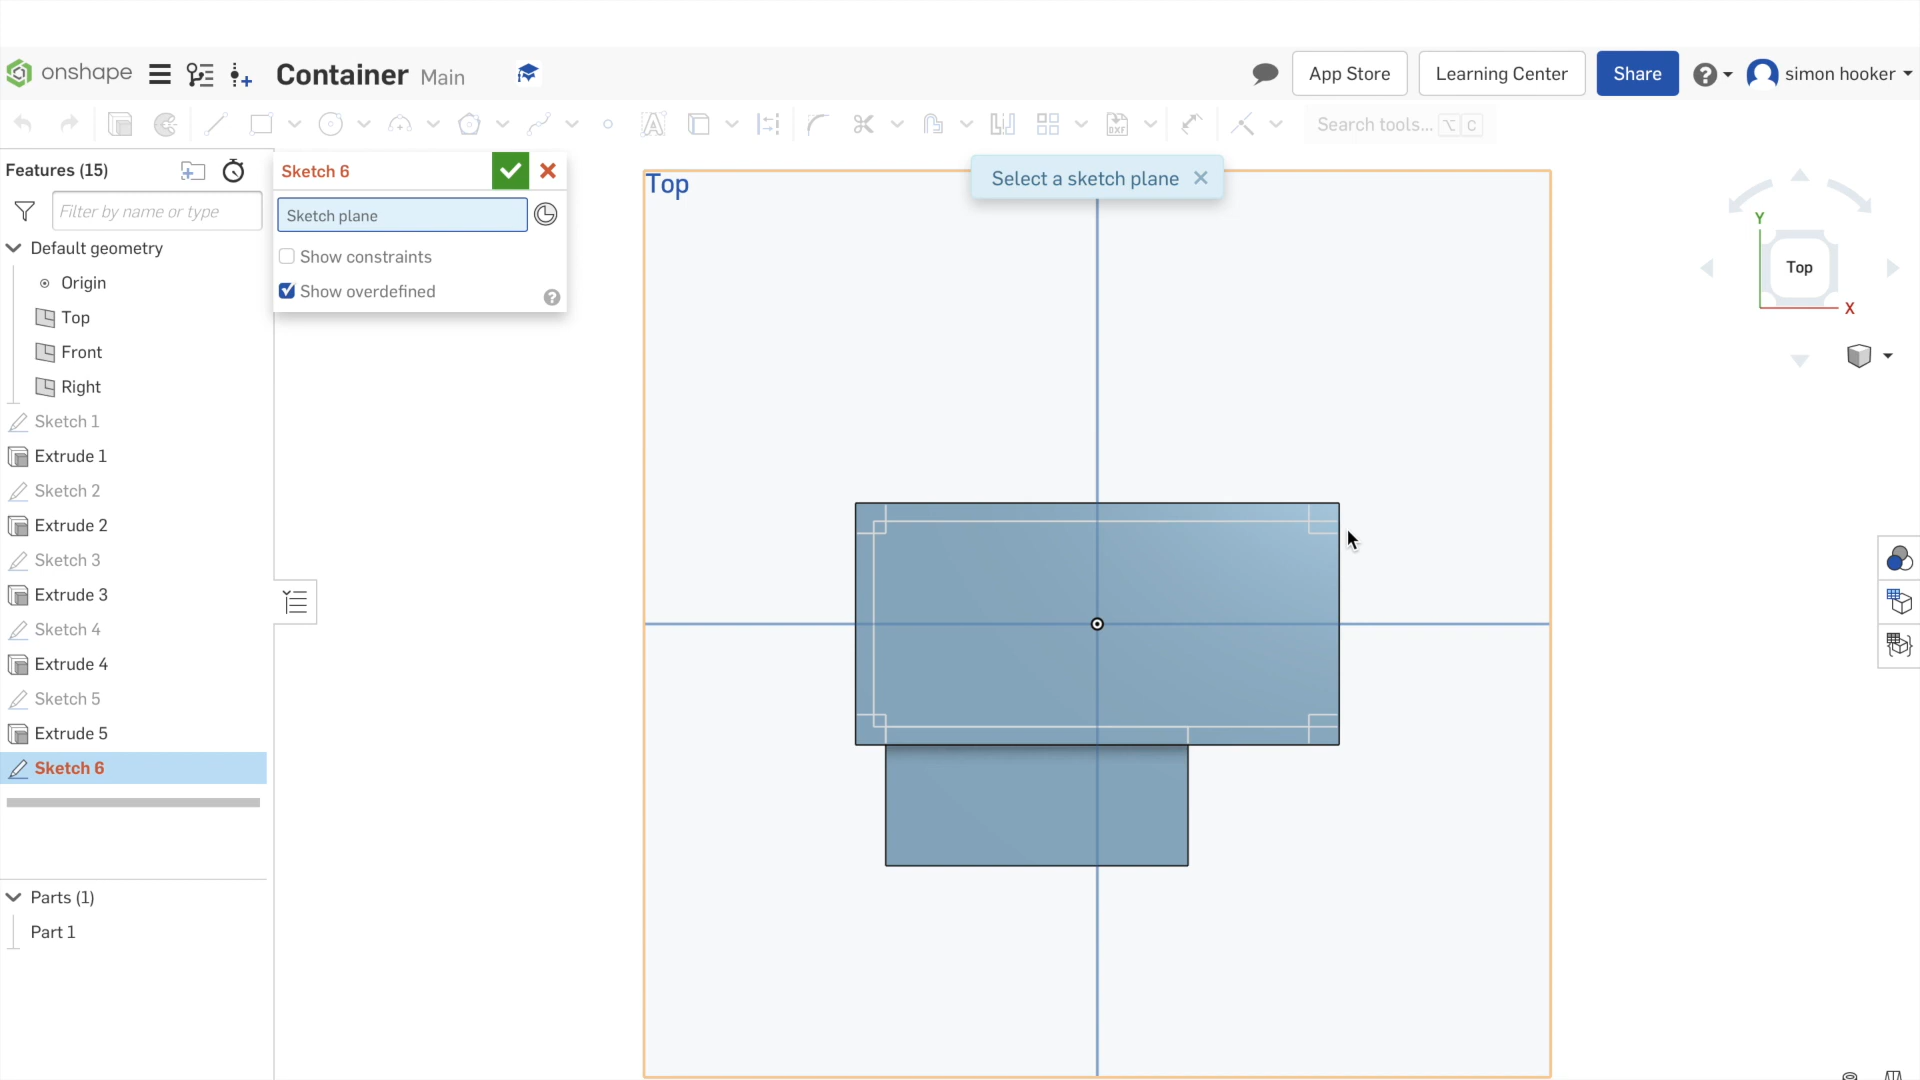 onshape Container Main App Store Learning Center Share simon hooker
Search tools... ⌥ C
DXF
Features (15)
Filter by name or type
Default geometry
Origin
Top
Front
Right
Sketch 1
Extrude 1
Sketch 2
Extrude 2
Sketch 3
Extrude 3
Sketch 4
Extrude 4
Sketch 5
Extrude 5
Sketch 6
Parts (1)
Part 1
Sketch 6
Sketch plane
Show constraints
Show overdefined
Top
Select a sketch plane
Y
Top
X